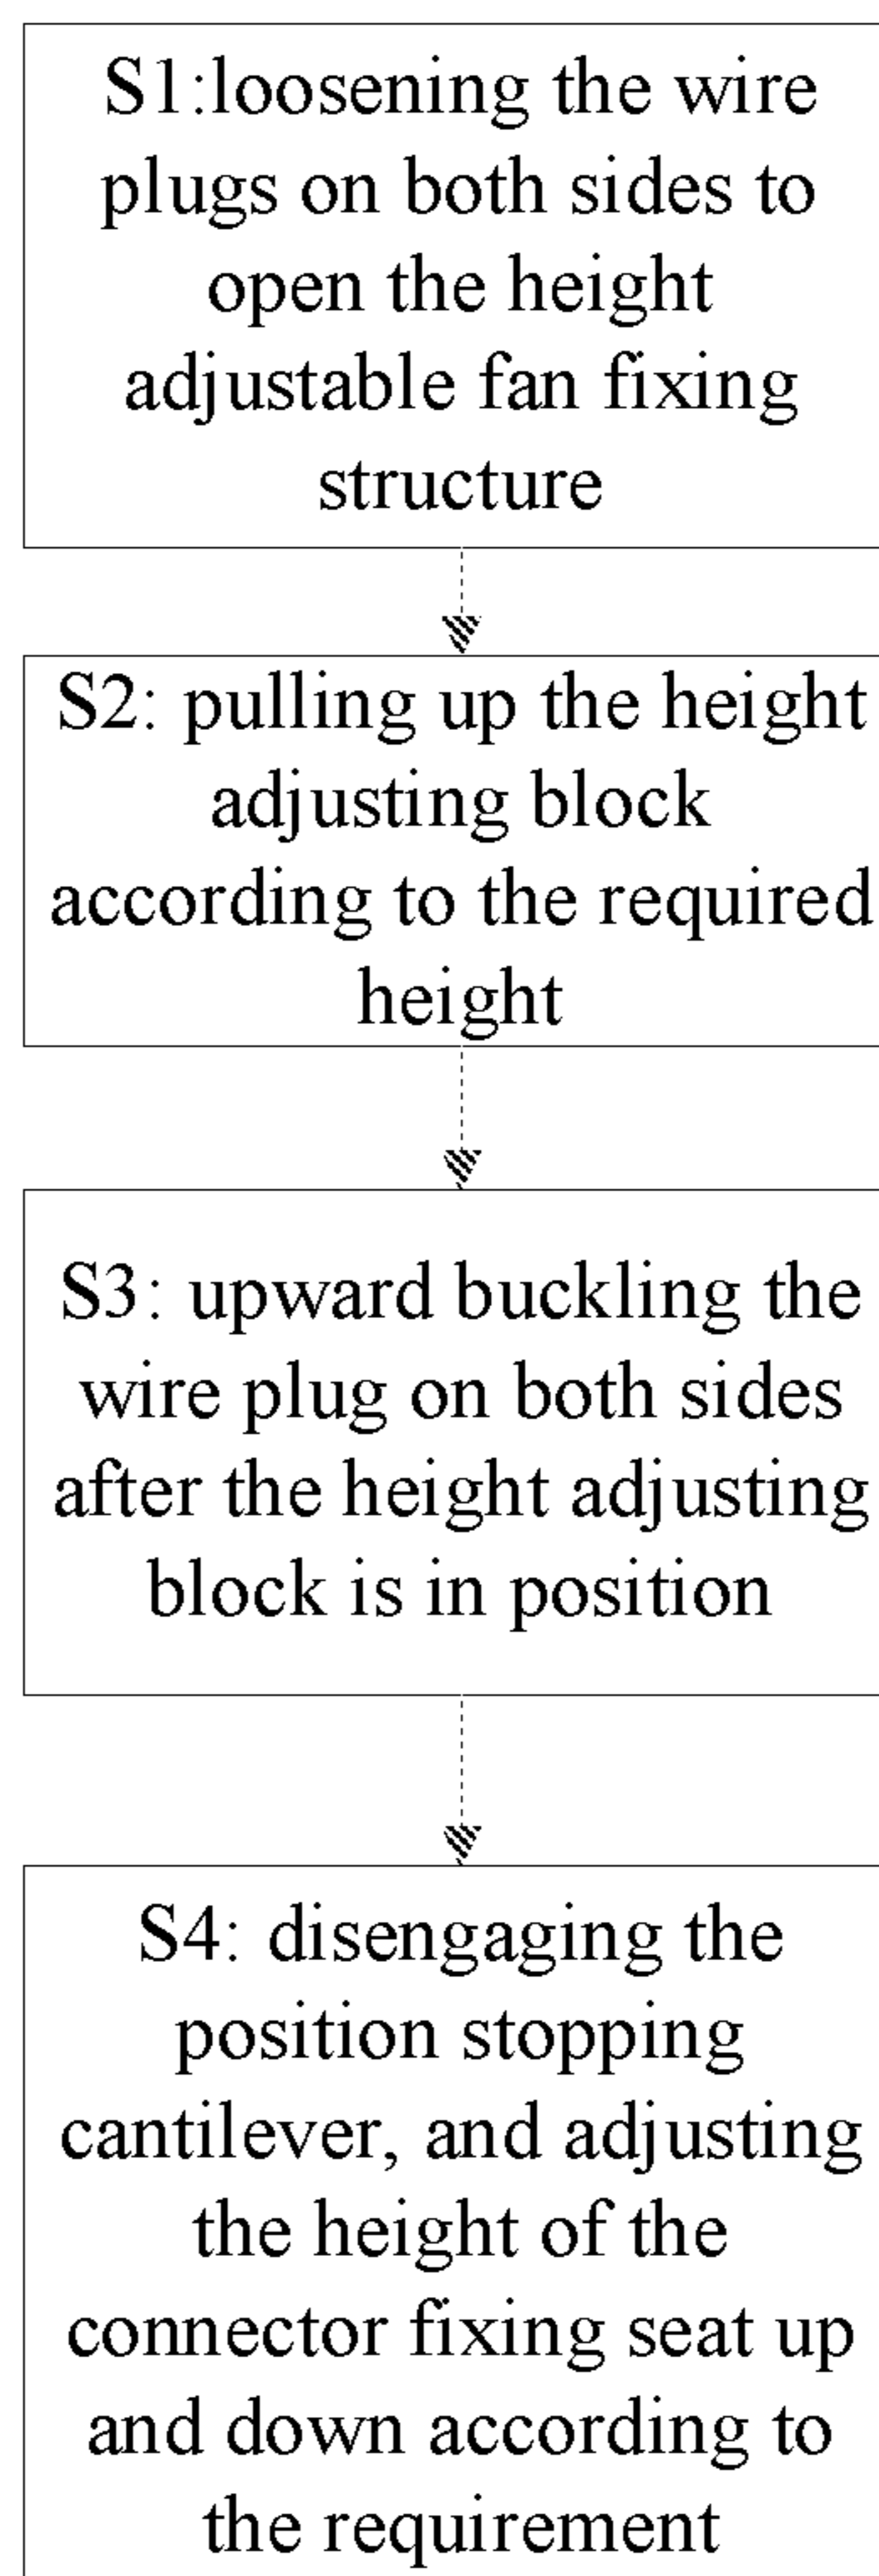 S1:loosening the wire
plugs on both sides to
open the height
adjustable fan fixing
structure
S2: pulling up the height
adjusting block
according to the required
height
S3: upward buckling the
wire plug on both sides
after the height adjusting
block is in position
S4: disengaging the
position stopping
cantilever, and adjusting
the height of the
connector fixing seat up
and down according to
the requirement